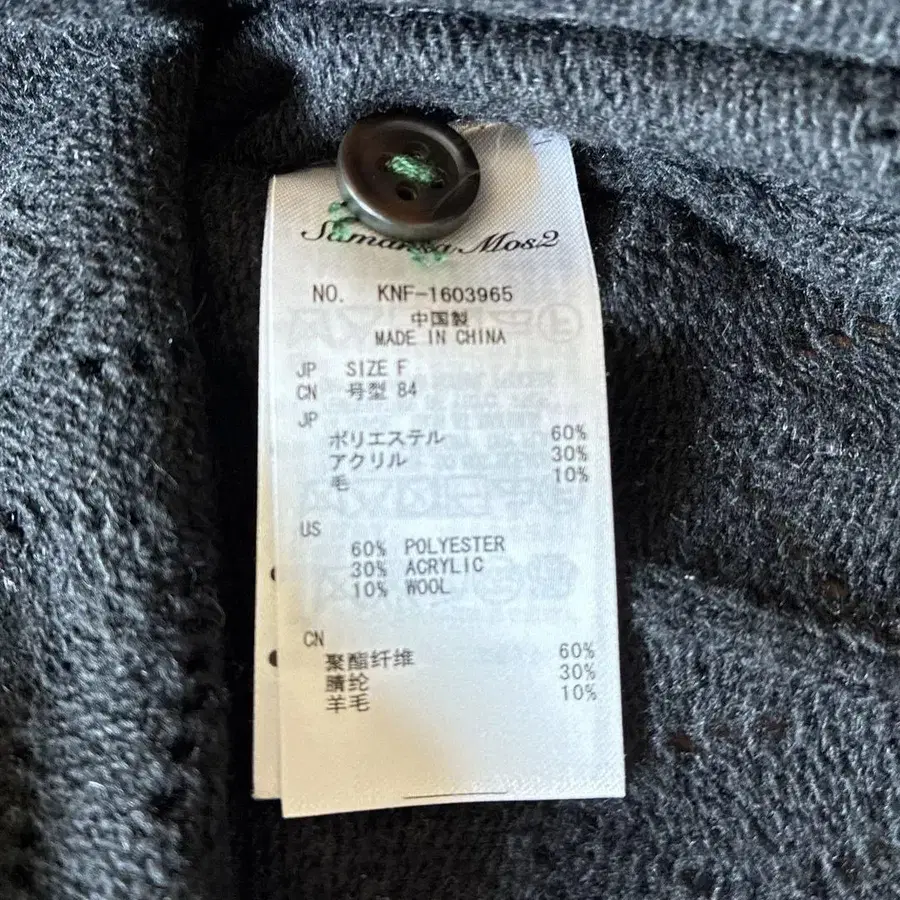 Samansa Mos2
NO. KNF-1603965
中国製
MADE IN CHINA
JP SIZE F
CN 号型 84
JP
ポリエステル 60%
アクリル 30%
毛 10%
US
60% POLYESTER
30% ACRYLIC
10% WOOL
CN
聚酯纤维 60%
腈纶 30%
羊毛 10%